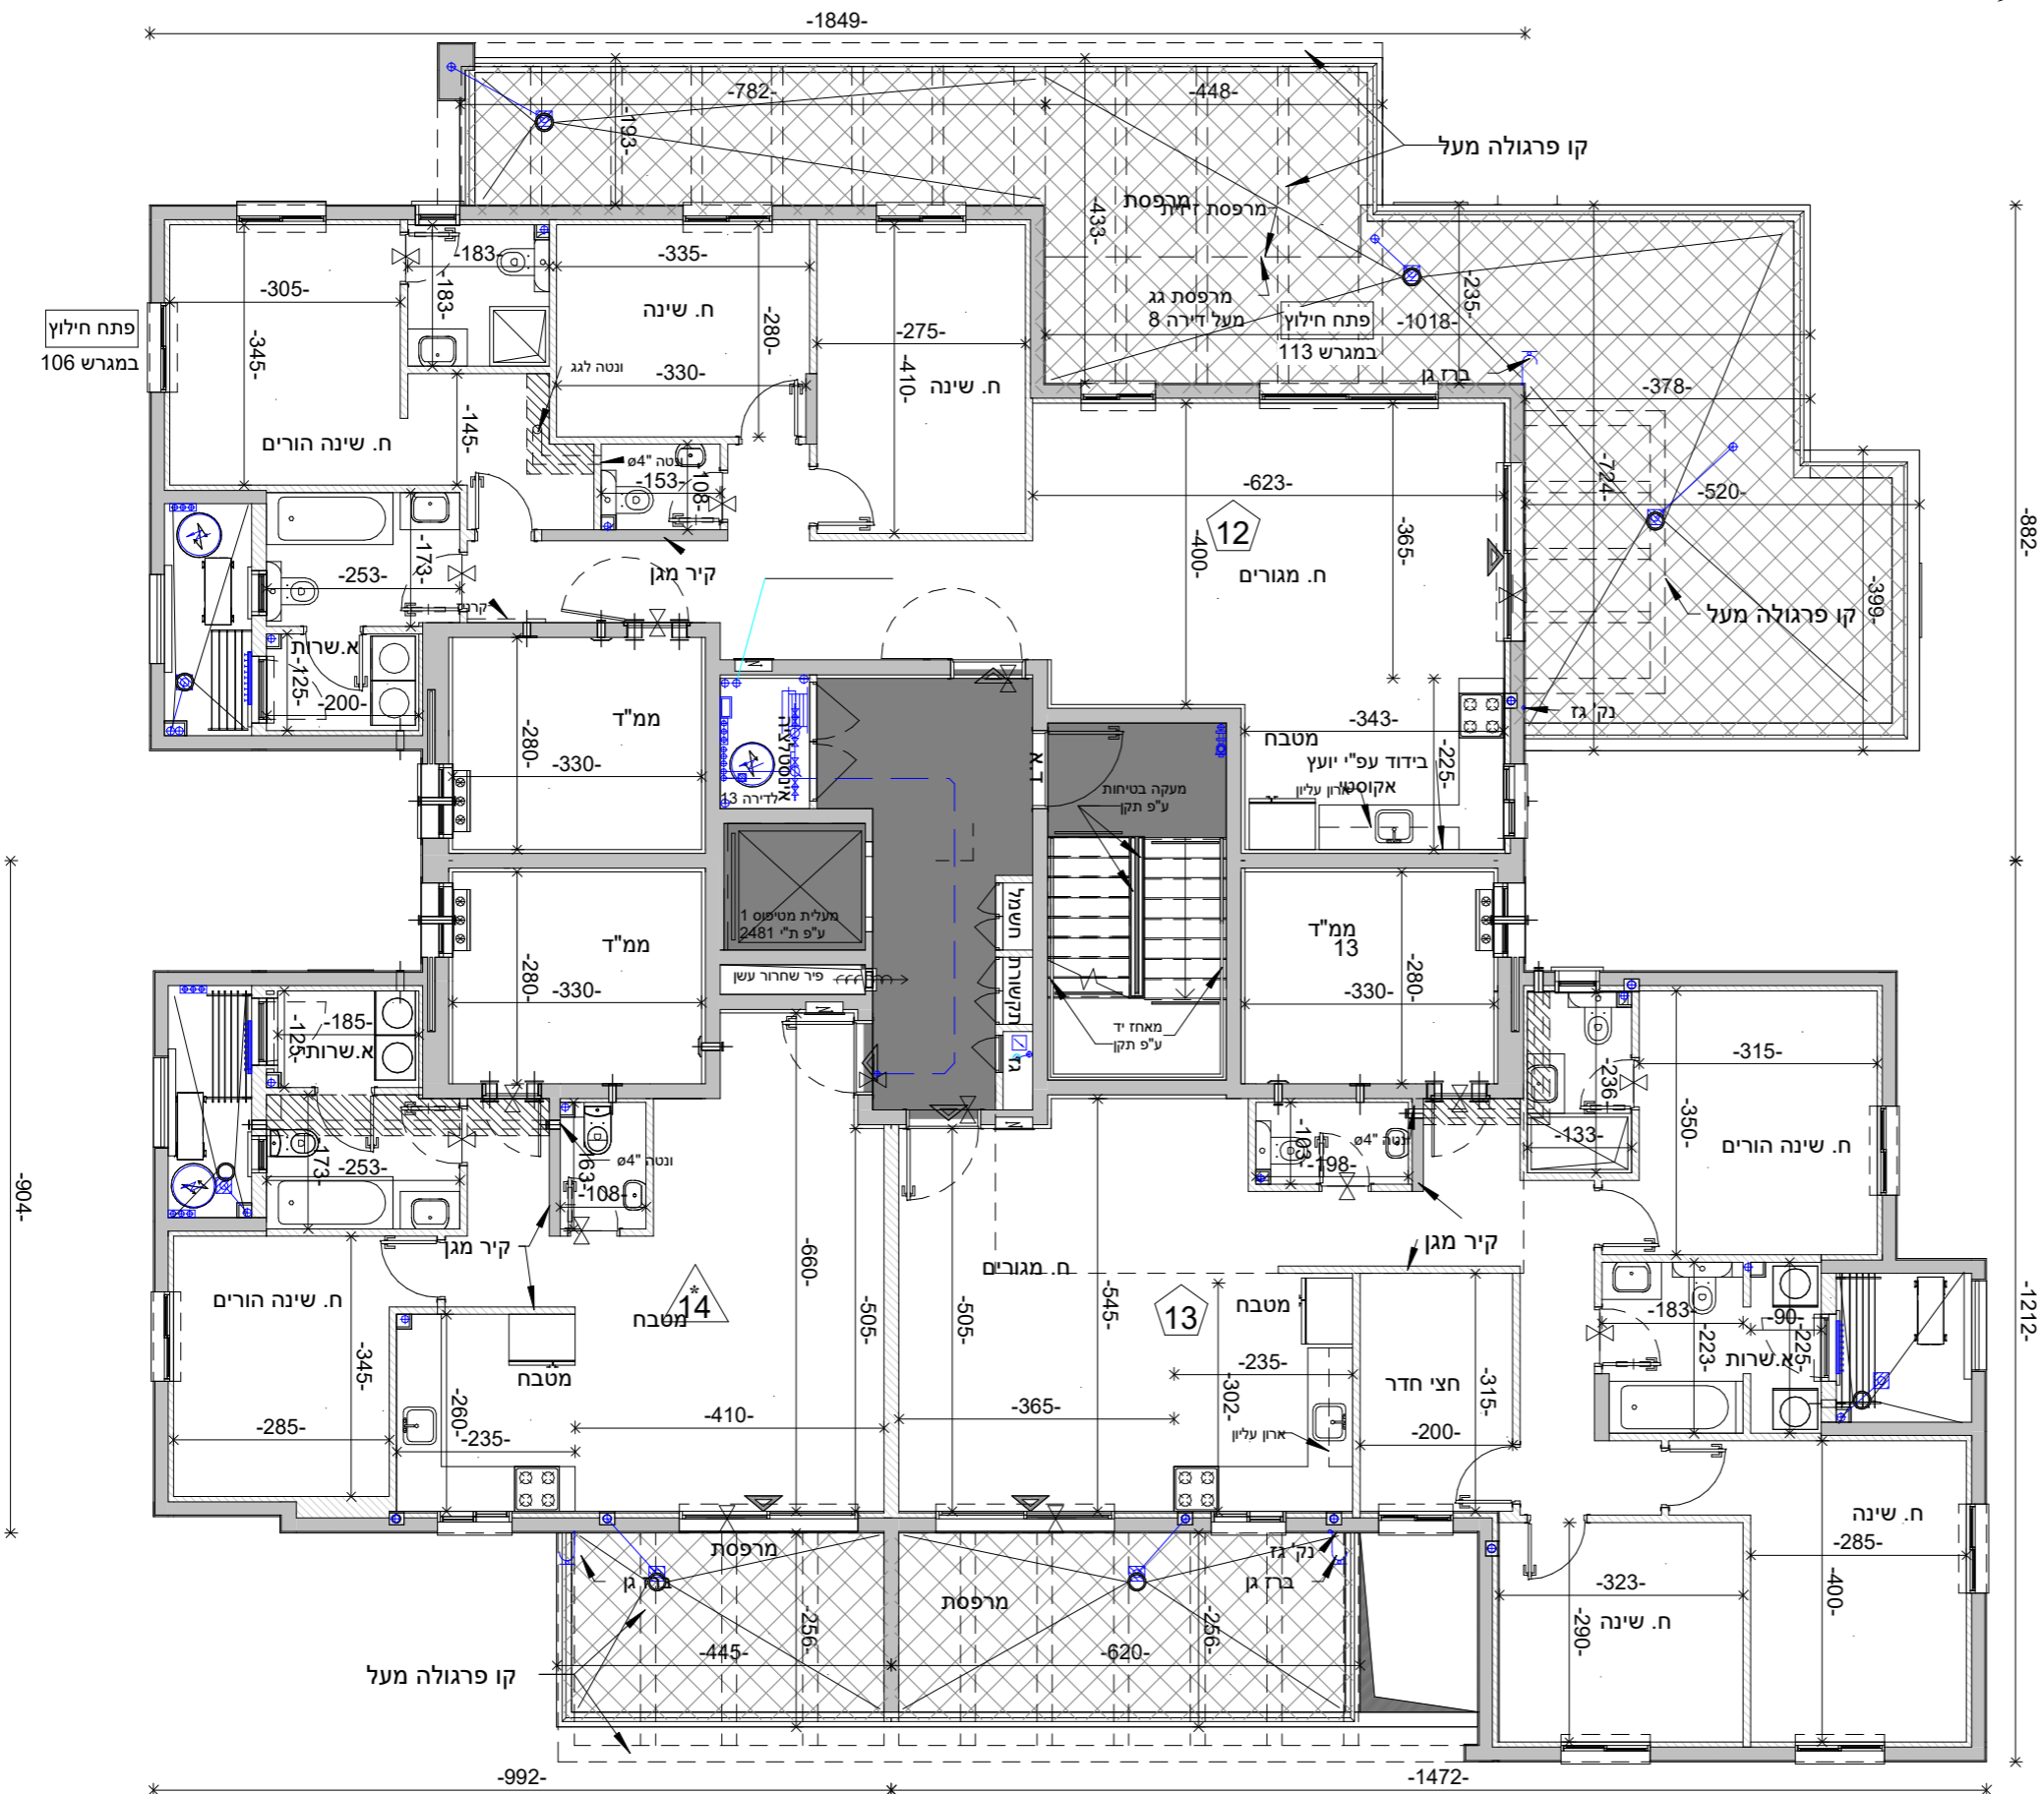 -1849-
-782-
-448-
-193-
קו פרגולה מעל
מרפסת
מרפסת דירתית
-433-
-183-
-335-
-235-
-882-
-305-
-183-
ח. שינה
-280-
-275-
מרפסת גג
מעל דירה 8
פתח חילוץ
במגרש 113
-1018-
פתח חילוץ
במגרש 106
-345-
ונטה לגג
-330-
-410-
ח. שינה
ברז גן
-378-
ח. שינה הורים
-145-
ונטה "4ø
-153-
-108-
-623-
-724-
-520-
12
-365-
-400-
-173-
-253-
קיר מגן
ח. מגורים
-399-
קו פרגולה מעל
א.שרות
-125-
-200-
ממ"ד
-280-
-330-
אינסטלציה
לדירה 13
א.ד
-343-
נק' גז
מטבח
-225-
בידוד עפ"י יועץ
אקוסטי
ארון עליון
מעקה בטיחות
ע"פ תקן
מעלית מטיפוס 1
ע"פ ת"י 2481
חשמל
ממ"ד
-280-
-330-
ממ"ד
13
-280-
-330-
פיר שחרור עשן
תקשורת
מאחז יד
ע"פ תקן
גז
-904-
-185-
-125-
א.שרות
-236-
-315-
-350-
-133-
ח. שינה הורים
-173-
-253-
-163-
ונטה "4ø
-108-
-103-
ונטה "4ø
-198-
קיר מגן
-660-
ח. מגורים
קיר מגן
ח. שינה הורים
*
14
מטבח
-505-
-505-
-545-
13
מטבח
-1212-
-183-
-90-
-223-
-225-
א.שרות
-345-
מטבח
-235-
-302-
חצי חדר
-315-
-285-
-260-
-235-
-410-
-365-
ארון עליון
-200-
ח. שינה
-285-
-400-
מרפסת
ברז גן
מרפסת
נק' גז
ברז גן
-323-
-290-
ח. שינה
-256-
-445-
-256-
-620-
קו פרגולה מעל
-992-
-1472-